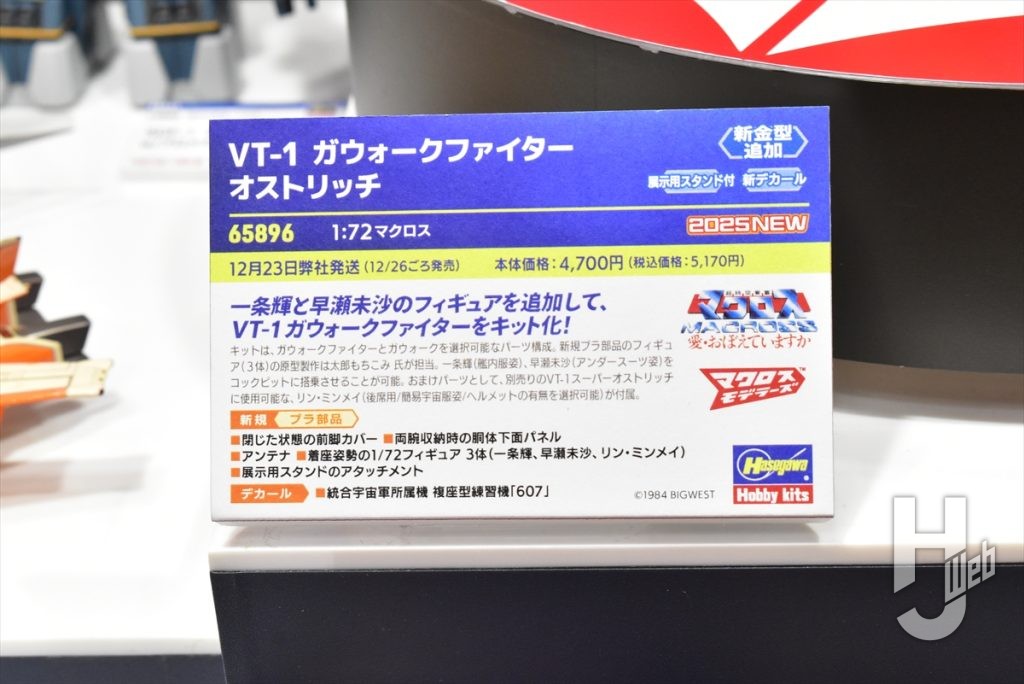 VT-1 ガウォークファイター
オストリッチ
新金型
追加
展示用スタンド付 新デカール
65896 1:72マクロス
2025NEW
12月23日弊社発送(12/26ごろ発売) 本体価格:4,700円(税込価格:5,170円)
一条輝と早瀬未沙のフィギュアを追加して、
VT-1ガウォークファイターをキット化!
キットは、ガウォークファイターとガウォークを選択可能なパーツ構成。新規プラ部品のフィギュ
ア(3体)の原型製作は太郎もちこみ 氏が担当。一条輝(艦内服姿)、早瀬未沙(アンダースーツ姿)を
コックピットに搭乗させることが可能。おまけパーツとして、別売りのVT-1スーパーオストリッチ
に使用可能な、リン・ミンメイ(後席用/簡易宇宙服姿/ヘルメットの有無を選択可能)が付属。
超時空要塞
マクロス
MACROSS
愛・おぼえていますか
マクロス
モデラーズ™
新規 プラ部品
■閉じた状態の前脚カバー ■両腕収納時の胴体下面パネル
■アンテナ ■着座姿勢の1/72フィギュア 3体(一条輝、早瀬未沙、リン・ミンメイ)
■展示用スタンドのアタッチメント
デカール ■統合宇宙軍所属機 複座型練習機「607」
©1984 BIGWEST
Hasegawa
Hobby kits
HJ Web